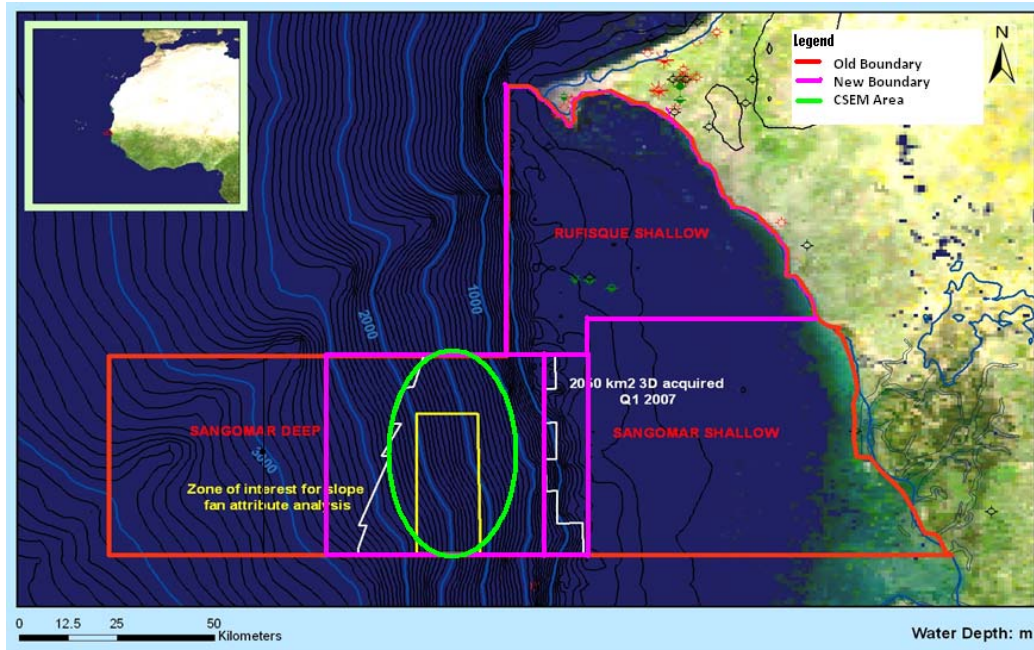 Legend
Old Boundary
New Boundary
CSEM Area
N
RUFISQUE SHALLOW
1000
2000
2050 km2 3D acquired
Q1 2007
SANGOMAR DEEP
SANGOMAR SHALLOW
3000
Zone of interest for slope
fan attribute analysis
0 12.5 25 50
Kilometers
Water Depth: m